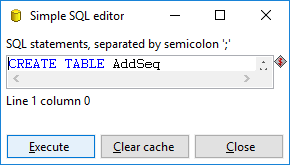 Simple SQL editor
SQL statements, separated by semicolon ';'
CREATE TABLE AddSeq
Line 1 column 0
Execute Clear cache Close